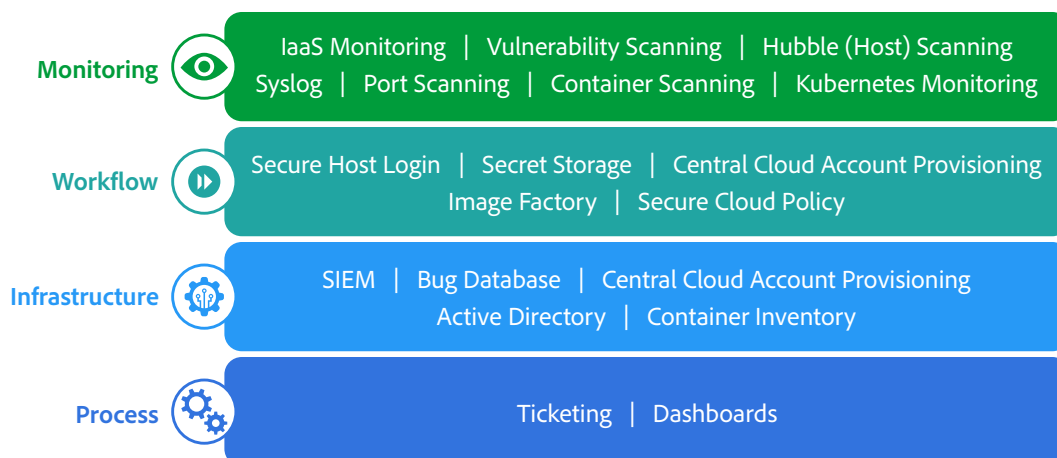 Monitoring
IaaS Monitoring | Vulnerability Scanning | Hubble (Host) Scanning
Syslog | Port Scanning | Container Scanning | Kubernetes Monitoring
Workflow
Secure Host Login | Secret Storage | Central Cloud Account Provisioning
Image Factory | Secure Cloud Policy
Infrastructure
SIEM | Bug Database | Central Cloud Account Provisioning
Active Directory | Container Inventory
Process
Ticketing | Dashboards